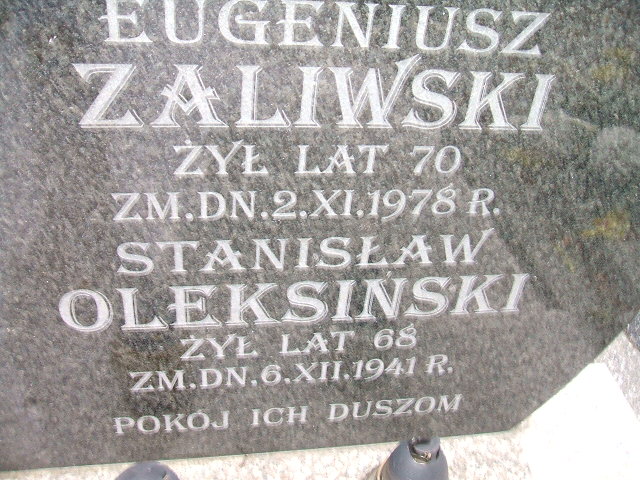 EUGENIUSZ
ZALIWSKI
ŻYŁ LAT 70
ZM.DN.2.XI.1978 R.
STANISŁAW
OLEKSIŃSKI
ŻYŁ LAT 68
ZM.DN.6.XII.1941 R.
POKÓJ ICH DUSZOM